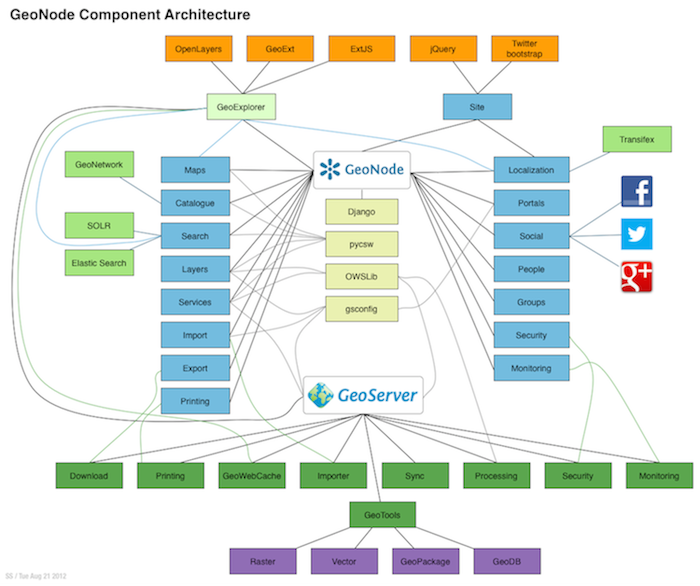 GeoNode Component Architecture
OpenLayers
GeoExt
ExtJS
jQuery
Twitter
bootstrap
GeoExplorer
Site
Transifex
GeoNetwork
Maps
GeoNode
Localization
Catalogue
Django
Portals
SOLR
Search
pycsw
Social
Elastic Search
Layers
OWSLib
People
Services
gsconfig
Groups
Import
Security
Export
GeoServer
Monitoring
Printing
Download
Printing
GeoWebCache
Importer
Sync
Processing
Security
Monitoring
GeoTools
Raster
Vector
GeoPackage
GeoDB
SS / Tue Aug 21 2012